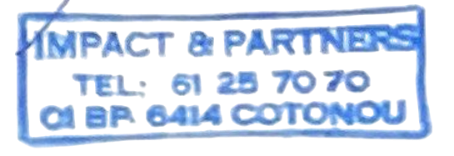 IMPACT & PARTNERS
TEL: 61 25 70 70
01 BP. 6414 COTONOU